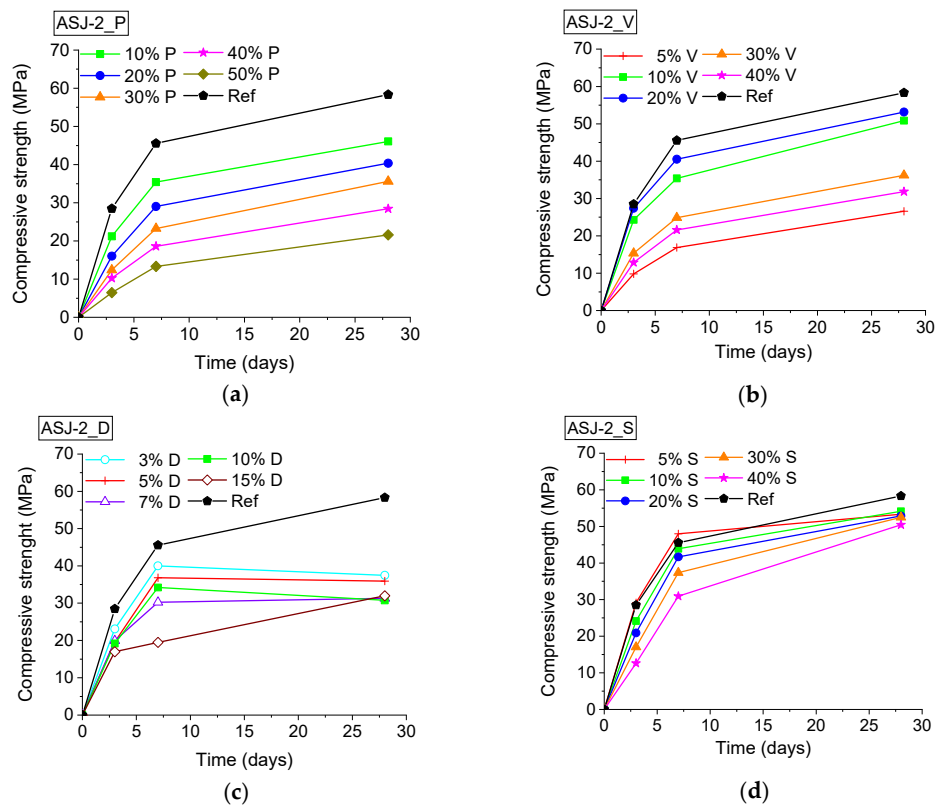 ASJ-2_P
70
60
50
40
30
20
10
0
Compressive strength (MPa)
10% P
20% P
30% P
40% P
50% P
Ref
0 5 10 15 20 25 30
Time (days)
(a)
ASJ-2_V
70
60
50
40
30
20
10
0
Compressive strength (MPa)
5% V
10% V
20% V
30% V
40% V
Ref
0 5 10 15 20 25 30
Time (days)
(b)
ASJ-2_D
70
60
50
40
30
20
10
0
Compressive strenght (MPa)
3% D
5% D
7% D
10% D
15% D
Ref
0 5 10 15 20 25 30
Time (days)
(c)
ASJ-2_S
70
60
50
40
30
20
10
0
Compressive strength (MPa)
5% S
10% S
20% S
30% S
40% S
Ref
0 5 10 15 20 25 30
Time (days)
(d)